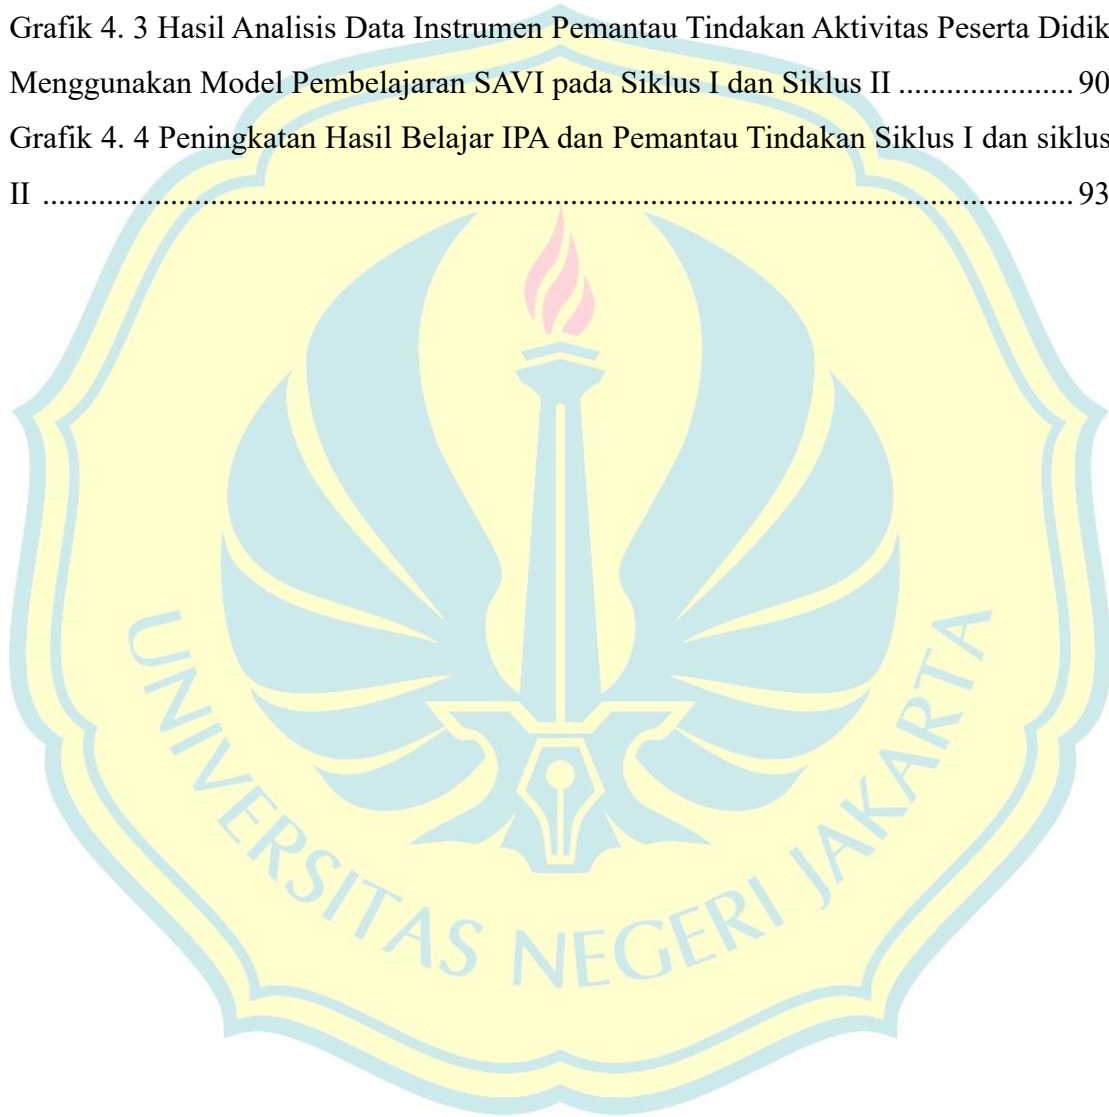 Grafik 4. 3 Hasil Analisis Data Instrumen Pemantau Tindakan Aktivitas Peserta Didik
Menggunakan Model Pembelajaran SAVI pada Siklus I dan Siklus II ...................... 90
Grafik 4. 4 Peningkatan Hasil Belajar IPA dan Pemantau Tindakan Siklus I dan siklus
II ................................................................................................................................. 93
UNIVERSITAS NEGERI JAKARTA